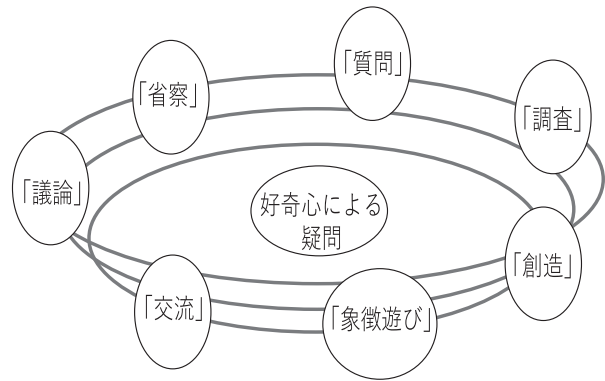 「質問」
「省察」
「調査」
「議論」
好奇心による
疑問
「創造」
「交流」
「象徴遊び」